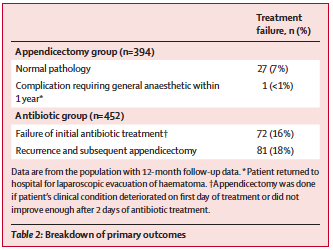 Treatment
failure, n (%)
Appendicectomy group (n=394)
Normal pathology 27 (7%)
Complication requiring general anaesthetic within 1 (<1%)
1 year*
Antibiotic group (n=452)
Failure of initial antibiotic treatment† 72 (16%)
Recurrence and subsequent appendicectomy 81 (18%)
Data are from the population with 12-month follow-up data. *Patient returned to
hospital for laparoscopic evacuation of haematoma. †Appendicectomy was done
if patient's clinical condition deteriorated on first day of treatment or did not
improve enough after 2 days of antibiotic treatment.
Table 2: Breakdown of primary outcomes